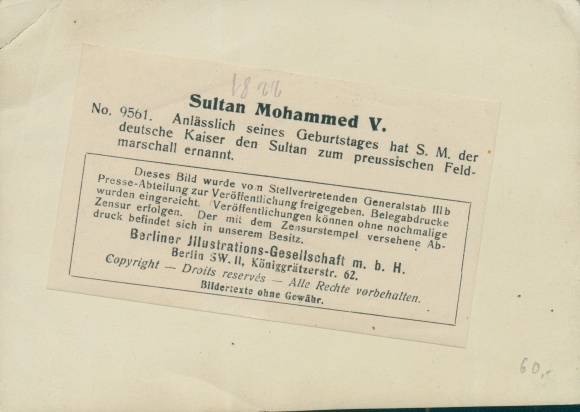 1822
Sultan Mohammed V.
No. 9561. Anlässlich seines Geburtstages hat S. M. der
deutsche Kaiser den Sultan zum preussischen Feld-
marschall ernannt.
Dieses Bild wurde vom Stellvertretenden Generalstab IIIb
Presse-Abteilung zur Veröffentlichung freigegeben. Belegabdrucke
wurden eingereicht. Veröffentlichungen können ohne nochmalige
Zensur erfolgen. Der mit dem Zensurstempel versehene Ab-
druck befindet sich in unserem Besitz.
Berliner Jllustrations-Gesellschaft m. b. H.
Berlin SW. 11, Königgrätzerstr. 62.
Copyright — Droits reservés — Alle Rechte vorbehalten.
Bildertexte ohne Gewähr.
60,-